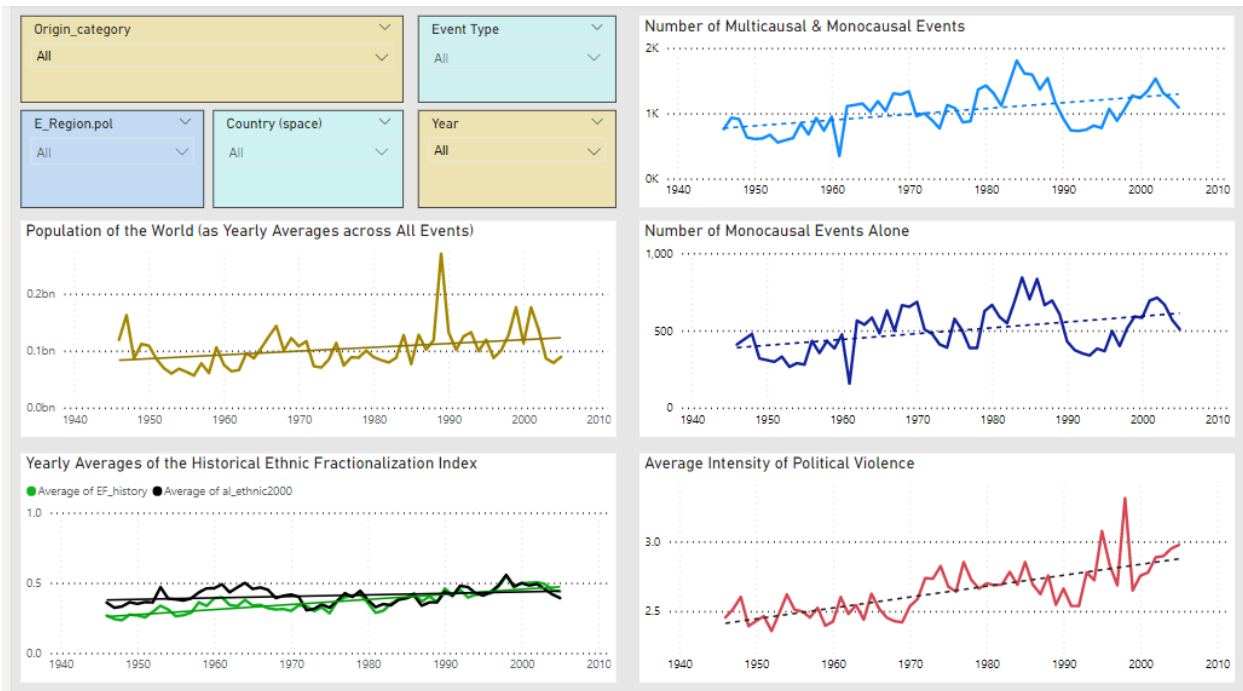 Origin_category
All
Event Type
All
E_Region.pol
All
Country (space)
All
Year
All
Number of Multicausal & Monocausal Events
2K
1K
0K
1940 1950 1960 1970 1980 1990 2000 2010
Population of the World (as Yearly Averages across All Events)
0.2bn
0.1bn
0.0bn
1940 1950 1960 1970 1980 1990 2000 2010
Number of Monocausal Events Alone
1,000
500
0
1940 1950 1960 1970 1980 1990 2000 2010
Yearly Averages of the Historical Ethnic Fractionalization Index
Average of EF_history Average of al_ethnic2000
1.0
0.5
0.0
1940 1950 1960 1970 1980 1990 2000 2010
Average Intensity of Political Violence
3.0
2.5
1940 1950 1960 1970 1980 1990 2000 2010